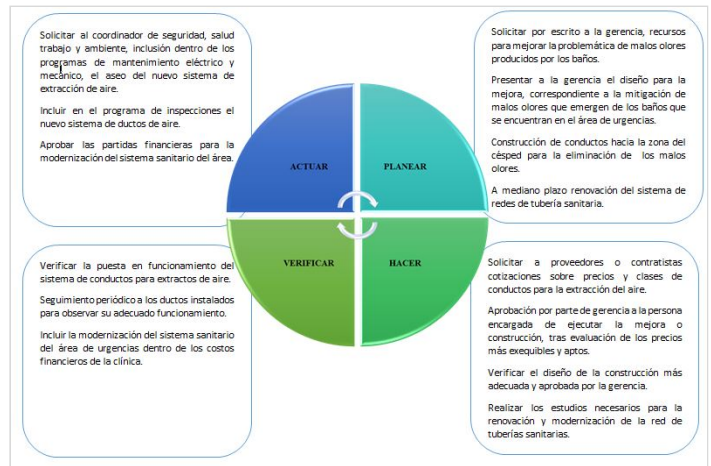 Solicitar al coordinador de seguridad, salud
trabajo y ambiente, inclusión dentro de los
programas de mantenimiento eléctrico y
mecánico, el aseo del nuevo sistema de
extracción de aire.
Incluir en el programa de inspecciones el
nuevo sistema de ductos de aire.
Aprobar las partidas financieras para la
modernización del sistema sanitario del área.
Solicitar por escrito a la gerencia, recursos
para mejorar la problemática de malos olores
producidos por los baños.
Presentar a la gerencia el diseño para la
mejora, correspondiente a la mitigación de
malos olores que emergen de los baños que
se encuentran en el área de urgencias.
Construcción de conductos hacia la zona del
césped para la eliminación de los malos
olores.
A mediano plazo renovación del sistema de
redes de tubería sanitaria.
ACTUAR
PLANEAR
VERIFICAR
HACER
Verificar la puesta en funcionamiento del
sistema de conductos para extractos de aire.
Seguimiento periódico a los ductos instalados
para observar su adecuado funcionamiento.
Incluir la modernización del sistema sanitario
del área de urgencias dentro de los costos
financieros de la clínica.
Solicitar a proveedores o contratistas
cotizaciones sobre precios y clases de
conductos para la extracción del aire.
Aprobación por parte de gerencia a la persona
encargada de ejecutar la mejora o
construcción, tras evaluación de los precios
más exequibles y aptos.
Verificar el diseño de la construcción más
adecuada y aprobada por la gerencia.
Realizar los estudios necesarios para la
renovación y modernización de la red de
tuberías sanitarias.